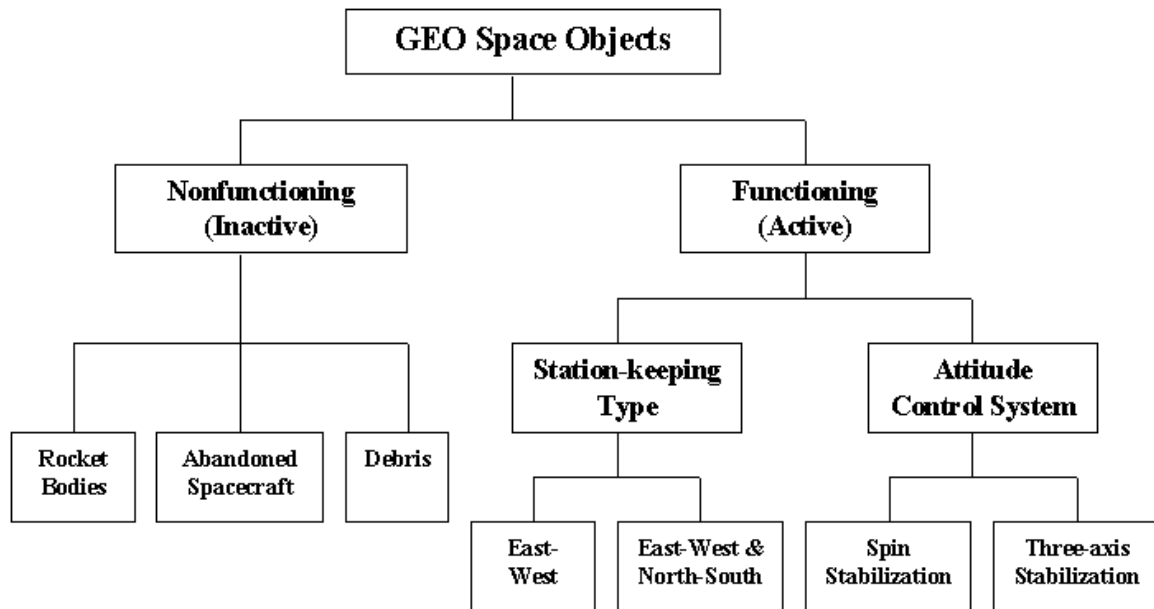 GEO Space Objects
Nonfunctioning
(Inactive)
Functioning
(Active)
Station-keeping
Type
Attitude
Control System
Rocket
Bodies
Abandoned
Spacecraft
Debris
East-
West
East-West &
North-South
Spin
Stabilization
Three-axis
Stabilization